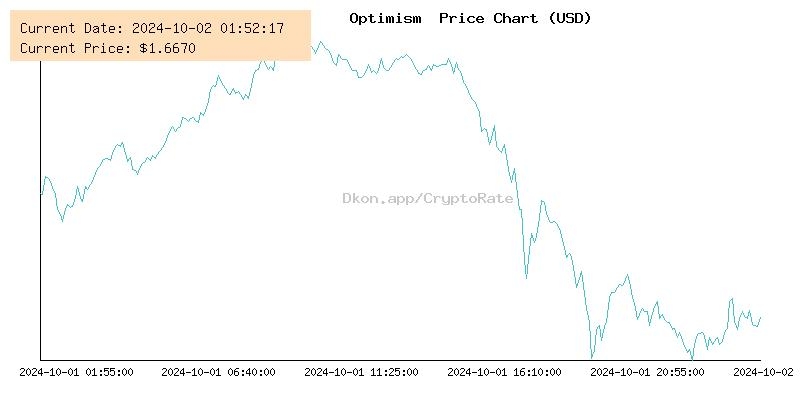 Optimism  Price Chart (USD)
Current Date: 2024-10-02 01:52:17
Current Price: $1.6670
Dkon.app/CryptoRate
2024-10-01 01:55:00 2024-10-01 06:40:00 2024-10-01 11:25:00 2024-10-01 16:10:00 2024-10-01 20:55:00 2024-10-02